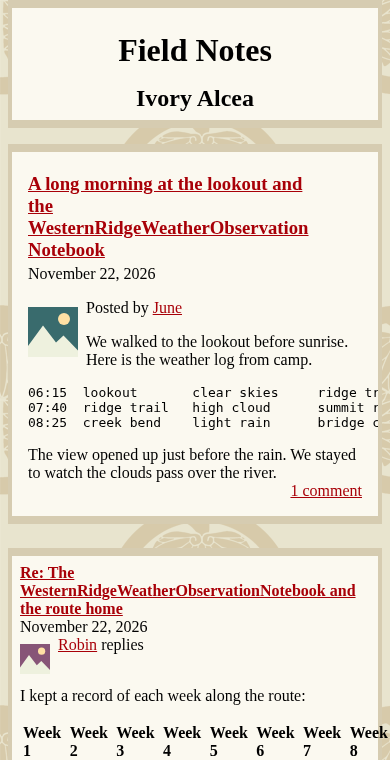 Field Notes
Ivory Alcea
A long morning at the lookout and
the
WesternRidgeWeatherObservation
Notebook
November 22, 2026
Posted by June
We walked to the lookout before sunrise.
Here is the weather log from camp.
06:15  lookout       clear skies     ridge
07:40  ridge trail   high cloud      summit
08:25  creek bend    light rain      bridge
The view opened up just before the rain. We stayed
to watch the clouds pass over the river.
1 comment
Re: The
WesternRidgeWeatherObservationNotebook and
the route home
November 22, 2026
Robin replies
I kept a record of each week along the route:
Week Week Week Week Week Week Week Week
1 2 3 4 5 6 7 8